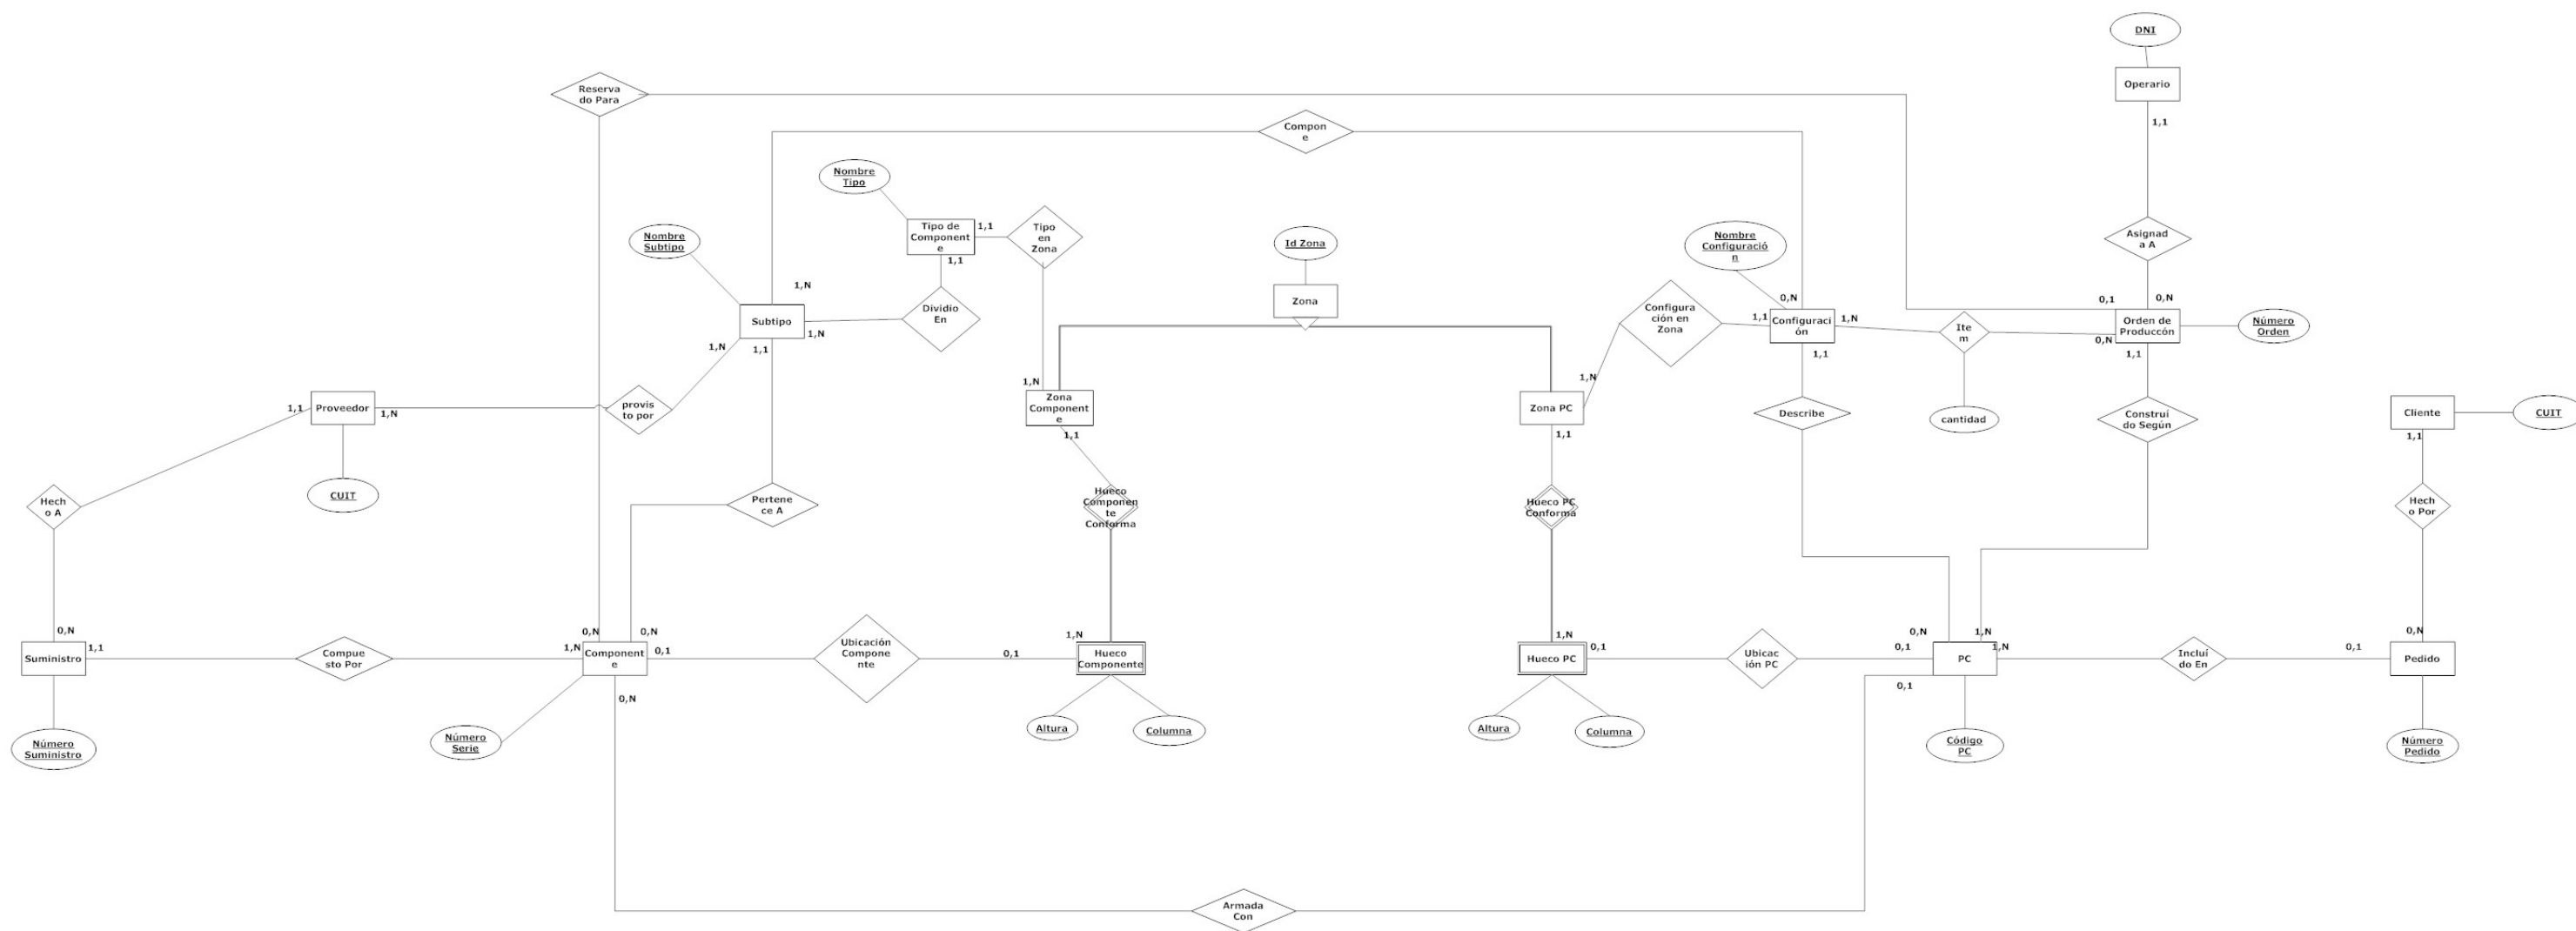 DNI
Operario
1,1
Reserva
do Para
Compon
e
Nombre
Tipo
Tipo de
Component
e
1,1
1,1
Tipo
en
Zona
Nombre
Subtipo
Id Zona
Zona
Nombre
Configuració
n
Asignad
a A
1,N
Subtipo
1,N
1,1
1,N
Dividio
En
Configura
ción en
Zona
0,N
1,1
Configuraci
ón
1,N
1,1
Ite
m
0,1
0,N
Orden de
Produccón
0,N
1,1
Número
Orden
1,1
Proveedor
1,N
provis
to por
1,N
Zona
Component
e
1,1
1,N
Zona PC
1,1
Describe
cantidad
Construí
do Según
Cliente
1,1
CUIT
CUIT
Hech
o A
Pertene
ce A
Hueco
Componen
te
Conforma
Hueco PC
Conforma
Hech
o Por
0,N
Suministro
1,1
Compue
sto Por
0,N
0,N
1,N
Component
e
0,1
0,N
Ubicación
Compone
nte
0,1
1,N
Hueco
Componente
1,N
Hueco PC
0,1
Ubica
ción PC
0,N
1,N
0,1
PC
1,N
0,1
Incluí
do En
0,1
0,N
Pedido
Número
Suministro
Número
Serie
Altura
Columna
Altura
Columna
Código
PC
Número
Pedido
Armada
Con